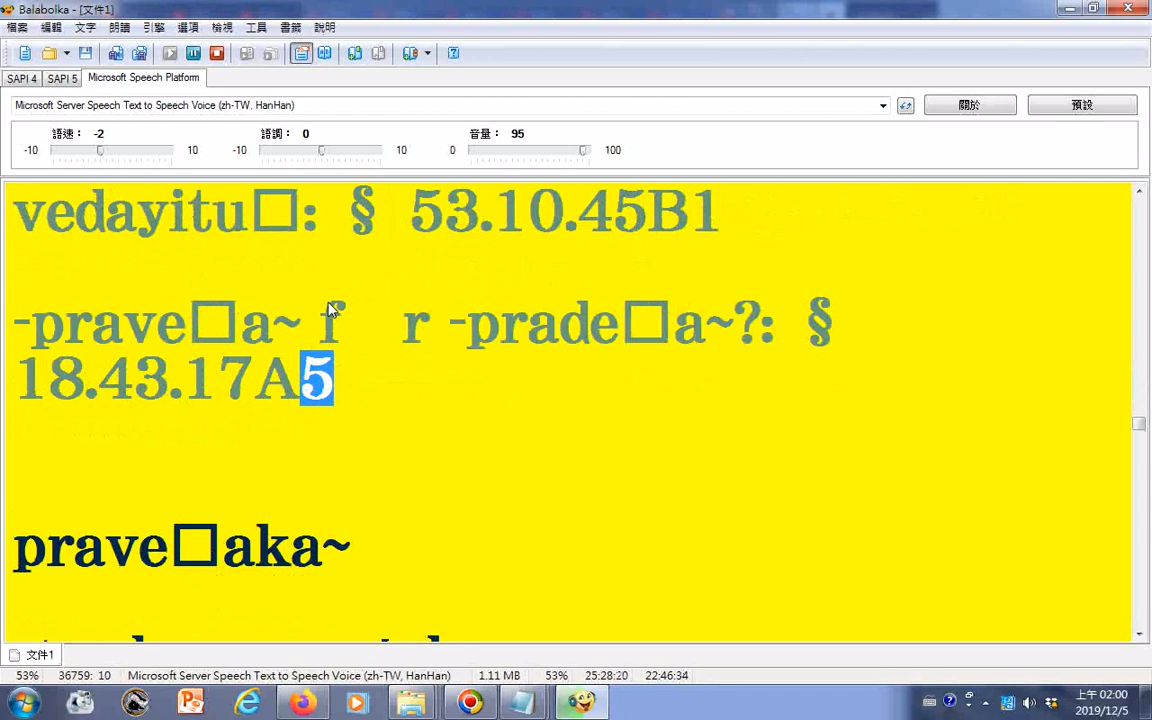 Balabolka - [文件1]
檔案 編輯 文字 朗讀 引擎 選項 檢視 工具 書籤 說明
SAPI 4 SAPI 5 Microsoft Speech Platform
Microsoft Server Speech Text to Speech Voice (zh-TW, HanHan) 關於 預設
語速： -2 語調： 0 音量： 95
-10 10 -10 10 0 100
vedayitu□: § 53.10.45B1
-prave□a~ f r -prade□a~?: §
18.43.17A5
prave□aka~
文件1
53% 36759: 10 Microsoft Server Speech Text to Speech Voice (zh-TW, HanHan) 1.11 MB 53% 25:28:20 22:46:34
上午 02:00
2019/12/5